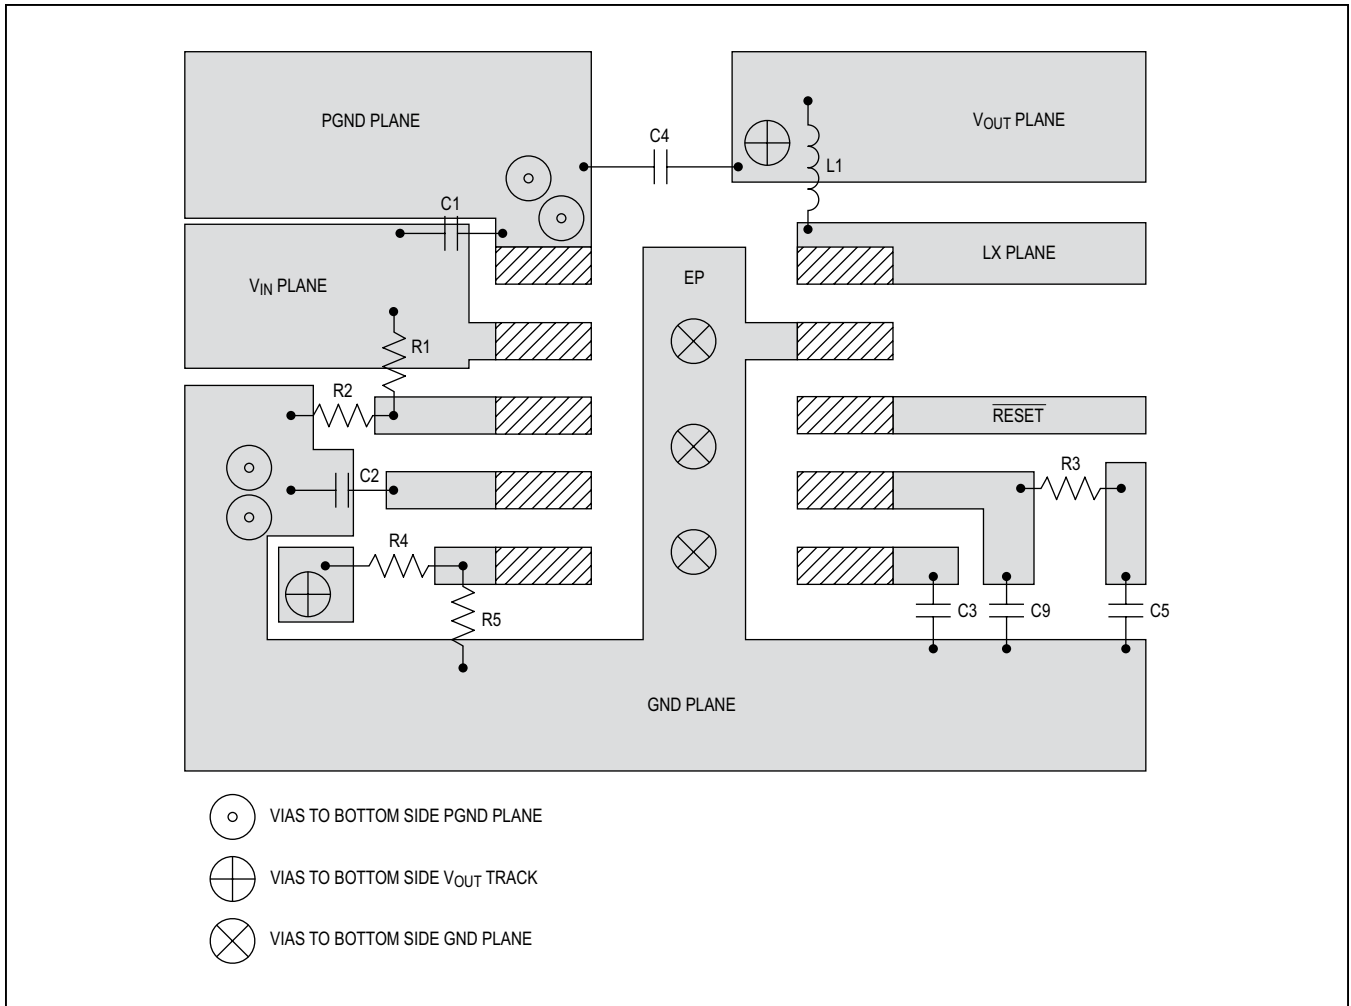 PGND PLANE
C4
VOUT PLANE
L1
C1
LX PLANE
EP
VIN PLANE
R1
R2
RESET
C2
R3
R4
R5
C3
C9
C5
GND PLANE
VIAS TO BOTTOM SIDE PGND PLANE
VIAS TO BOTTOM SIDE VOUT TRACK
VIAS TO BOTTOM SIDE GND PLANE